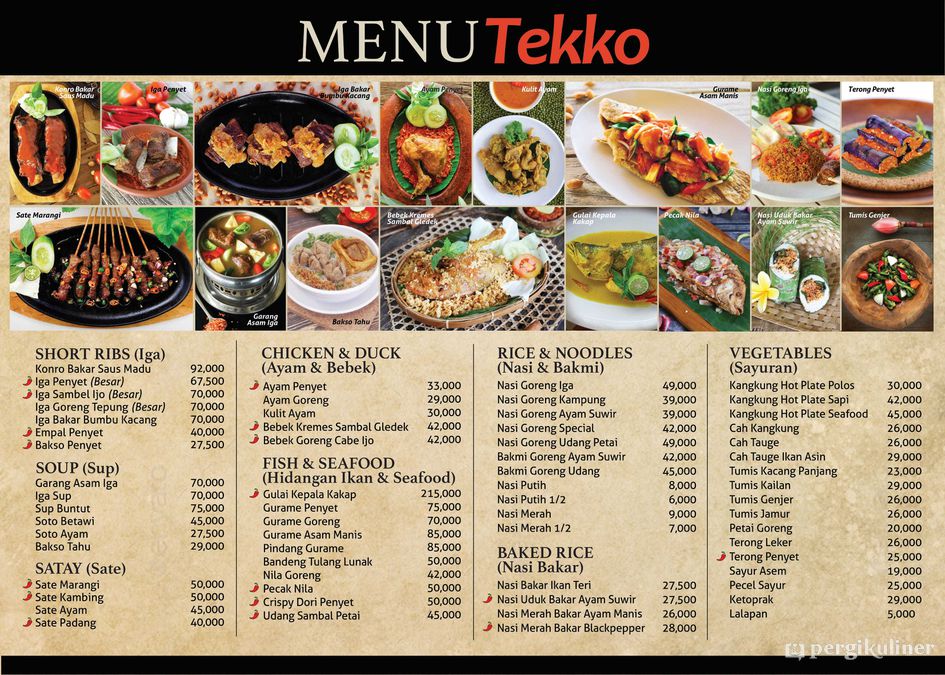 MENU Tekko
Konro Bakar
Saus Madu
Iga Penyet
Iga Bakar
Bumbu Kacang
Ayam Penyet
Kulit Ayam
Gurame
Asam Manis
Nasi Goreng Iga
Terong Penyet
Sate Marangi
Garang
Asam Iga
Bakso Tahu
Bebek Kremes
Sambal Gledek
Gulai Kepala
Kakap
Pecak Nila
Nasi Uduk Bakar
Ayam Suwir
Tumis Genjer
SHORT RIBS (Iga)
Konro Bakar Saus Madu 92,000
Iga Penyet (Besar) 67,500
Iga Sambel Ijo (Besar) 70,000
Iga Goreng Tepung (Besar) 70,000
Iga Bakar Bumbu Kacang 70,000
Empal Penyet 40,000
Bakso Penyet 27,500
SOUP (Sup)
Garang Asam Iga 70,000
Iga Sup 70,000
Sup Buntut 75,000
Soto Betawi 45,000
Soto Ayam 27,500
Bakso Tahu 29,000
SATAY (Sate)
Sate Marangi 50,000
Sate Kambing 50,000
Sate Ayam 45,000
Sate Padang 40,000
CHICKEN & DUCK
(Ayam & Bebek)
Ayam Penyet 33,000
Ayam Goreng 29,000
Kulit Ayam 30,000
Bebek Kremes Sambal Gledek 42,000
Bebek Goreng Cabe Ijo 42,000
FISH & SEAFOOD
(Hidangan Ikan & Seafood)
Gulai Kepala Kakap 215,000
Gurame Penyet 75,000
Gurame Goreng 70,000
Gurame Asam Manis 85,000
Pindang Gurame 85,000
Bandeng Tulang Lunak 50,000
Nila Goreng 42,000
Pecak Nila 50,000
Crispy Dori Penyet 50,000
Udang Sambal Petai 45,000
RICE & NOODLES
(Nasi & Bakmi)
Nasi Goreng Iga 49,000
Nasi Goreng Kampung 39,000
Nasi Goreng Ayam Suwir 39,000
Nasi Goreng Special 42,000
Nasi Goreng Udang Petai 49,000
Bakmi Goreng Ayam Suwir 42,000
Bakmi Goreng Udang 45,000
Nasi Putih 8,000
Nasi Putih 1/2 6,000
Nasi Merah 9,000
Nasi Merah 1/2 7,000
BAKED RICE
(Nasi Bakar)
Nasi Bakar Ikan Teri 27,500
Nasi Uduk Bakar Ayam Suwir 27,500
Nasi Merah Bakar Ayam Manis 26,000
Nasi Merah Bakar Blackpepper 28,000
VEGETABLES
(Sayuran)
Kangkung Hot Plate Polos 30,000
Kangkung Hot Plate Sapi 42,000
Kangkung Hot Plate Seafood 45,000
Cah Kangkung 26,000
Cah Tauge 26,000
Cah Tauge Ikan Asin 29,000
Tumis Kacang Panjang 23,000
Tumis Kailan 29,000
Tumis Genjer 26,000
Tumis Jamur 26,000
Petai Goreng 20,000
Terong Leker 26,000
Terong Penyet 25,000
Sayur Asem 19,000
Pecel Sayur 25,000
Ketoprak 29,000
Lalapan 5,000
pergikuliner